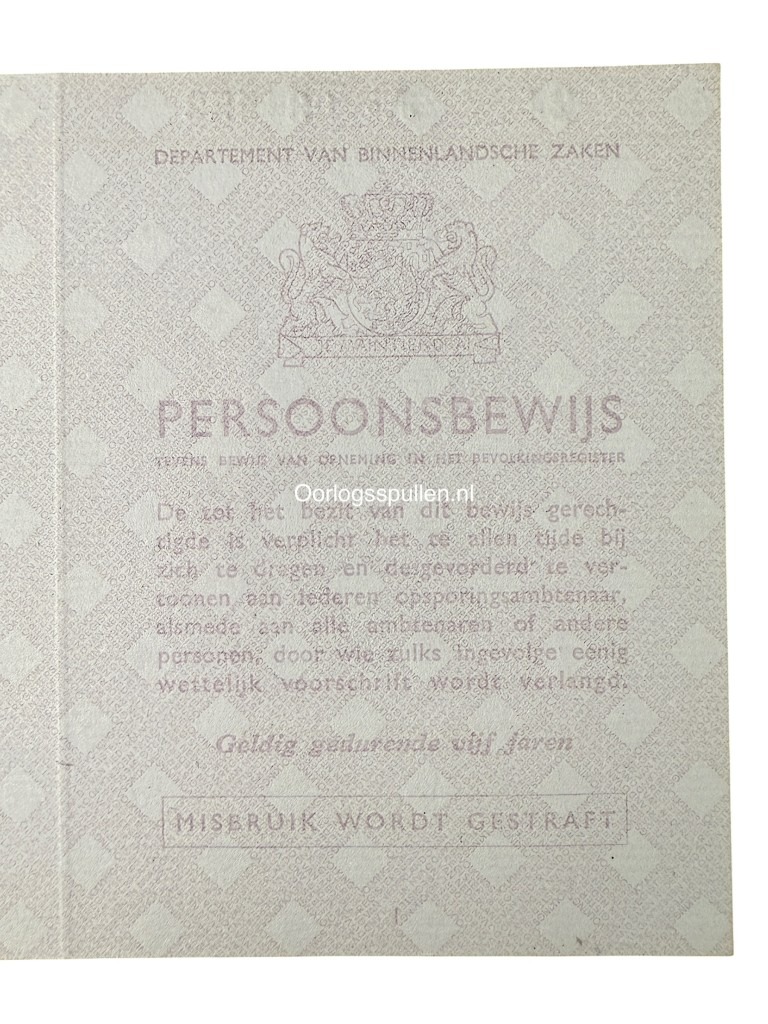 DEPARTEMENT VAN BINNENLANDSCHE ZAKEN
JE MAINTIENDRAI
PERSOONSBEWIJS
TEVENS BEWIJS VAN OPNEMING IN HET BEVOLKINGSREGISTER
Oorlogsspullen.nl
De tot het bezit van dit bewijs gerech-
tigde is verplicht het te allen tijde bij
zich te dragen en desgevorderd te ver-
toonen aan iederen opsporingsambtenaar,
alsmede aan alle ambtenaren of andere
personen, door wie zulks ingevolge eenig
wettelijk voorschrift wordt verlangd.
Geldig gedurende vijf jaren
MISBRUIK WORDT GESTRAFT
1